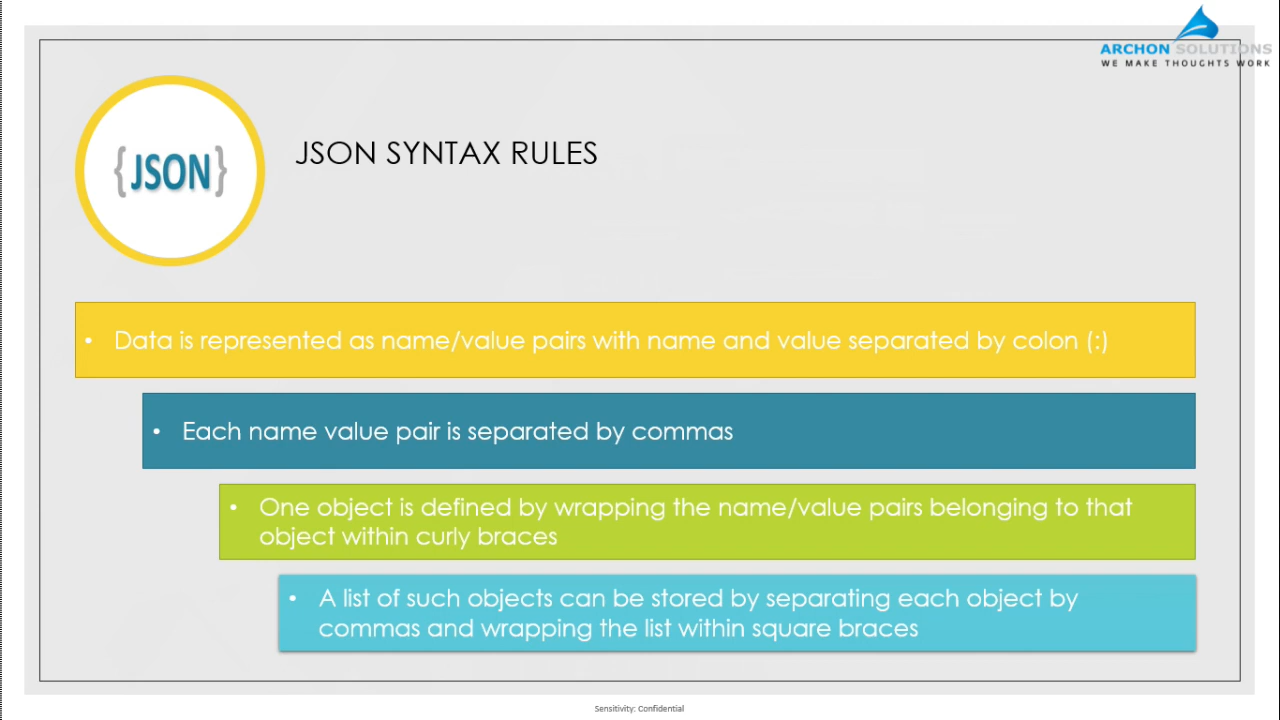 ARCHON SOLUTIONS
WE MAKE THOUGHTS WORK
{JSON}
JSON SYNTAX RULES
• Data is represented as name/value pairs with name and value separated by colon (:)
• Each name value pair is separated by commas
• One object is defined by wrapping the name/value pairs belonging to that
object within curly braces
• A list of such objects can be stored by separating each object by
commas and wrapping the list within square braces
Sensitivity: Confidential